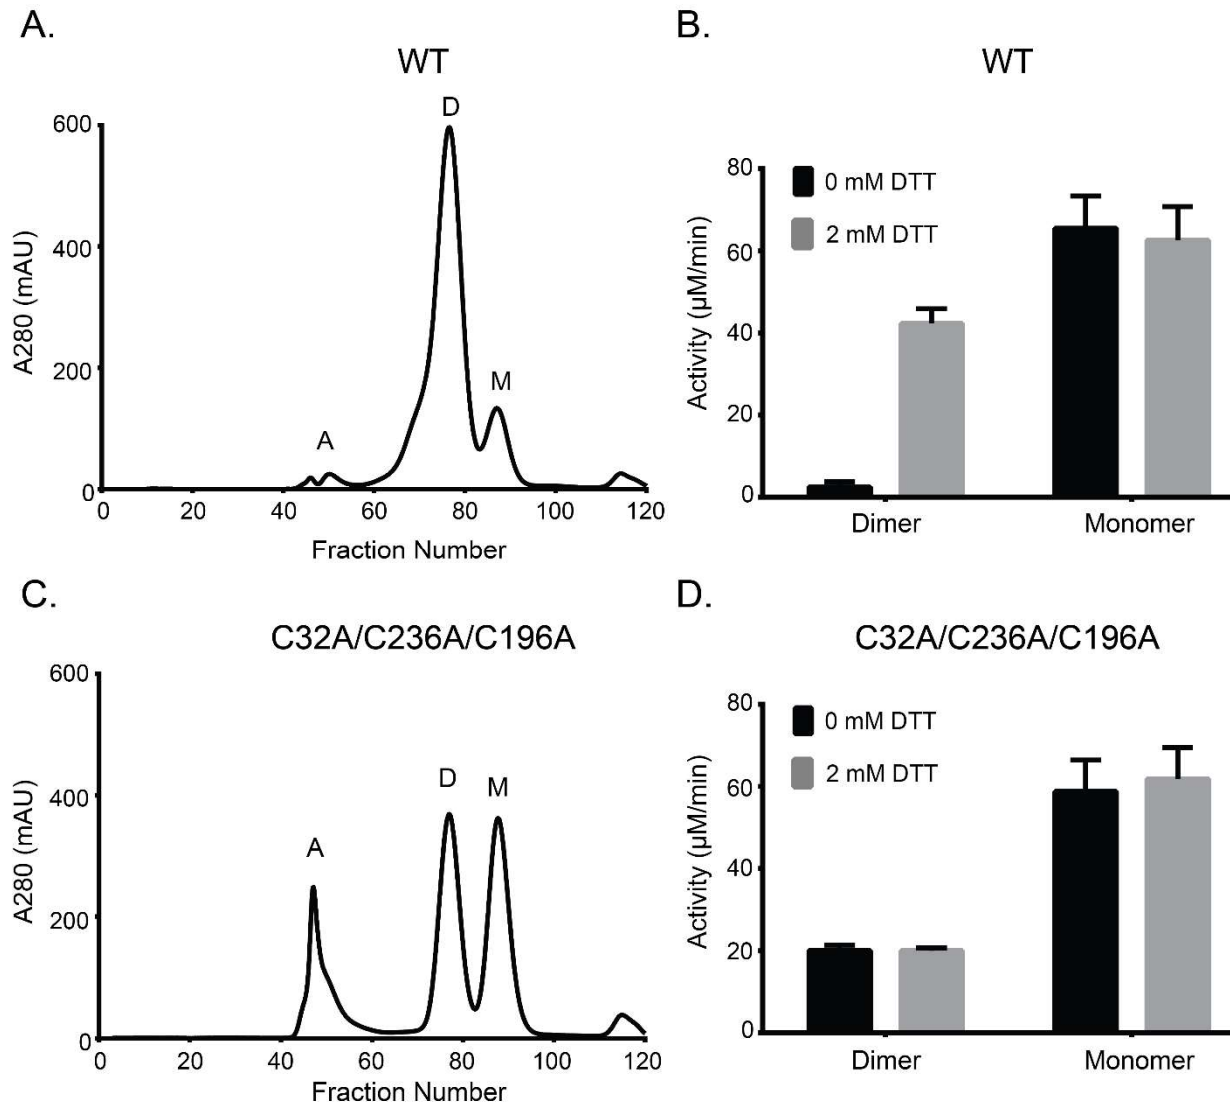 A.
WT
D
600
400
A280 (mAU)
200
M
A
0
0 20 40 60 80 100 120
Fraction Number
B.
WT
80
0 mM DTT
2 mM DTT
60
Activity (µM/min)
40
20
0
Dimer Monomer
C.
C32A/C236A/C196A
600
A D M
400
A280 (mAU)
200
0
0 20 40 60 80 100 120
Fraction Number
D.
C32A/C236A/C196A
80
0 mM DTT
2 mM DTT
60
Activity (µM/min)
40
20
0
Dimer Monomer